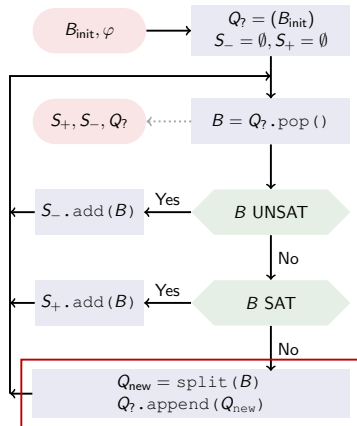 B_init, φ
Q_? = (B_init)
S_− = ∅, S_+ = ∅
S_+, S_−, Q_?
B = Q_?.pop()
S_−.add(B)
Yes
B UNSAT
No
S_+.add(B)
Yes
B SAT
No
Q_new = split(B)
Q_?.append(Q_new)